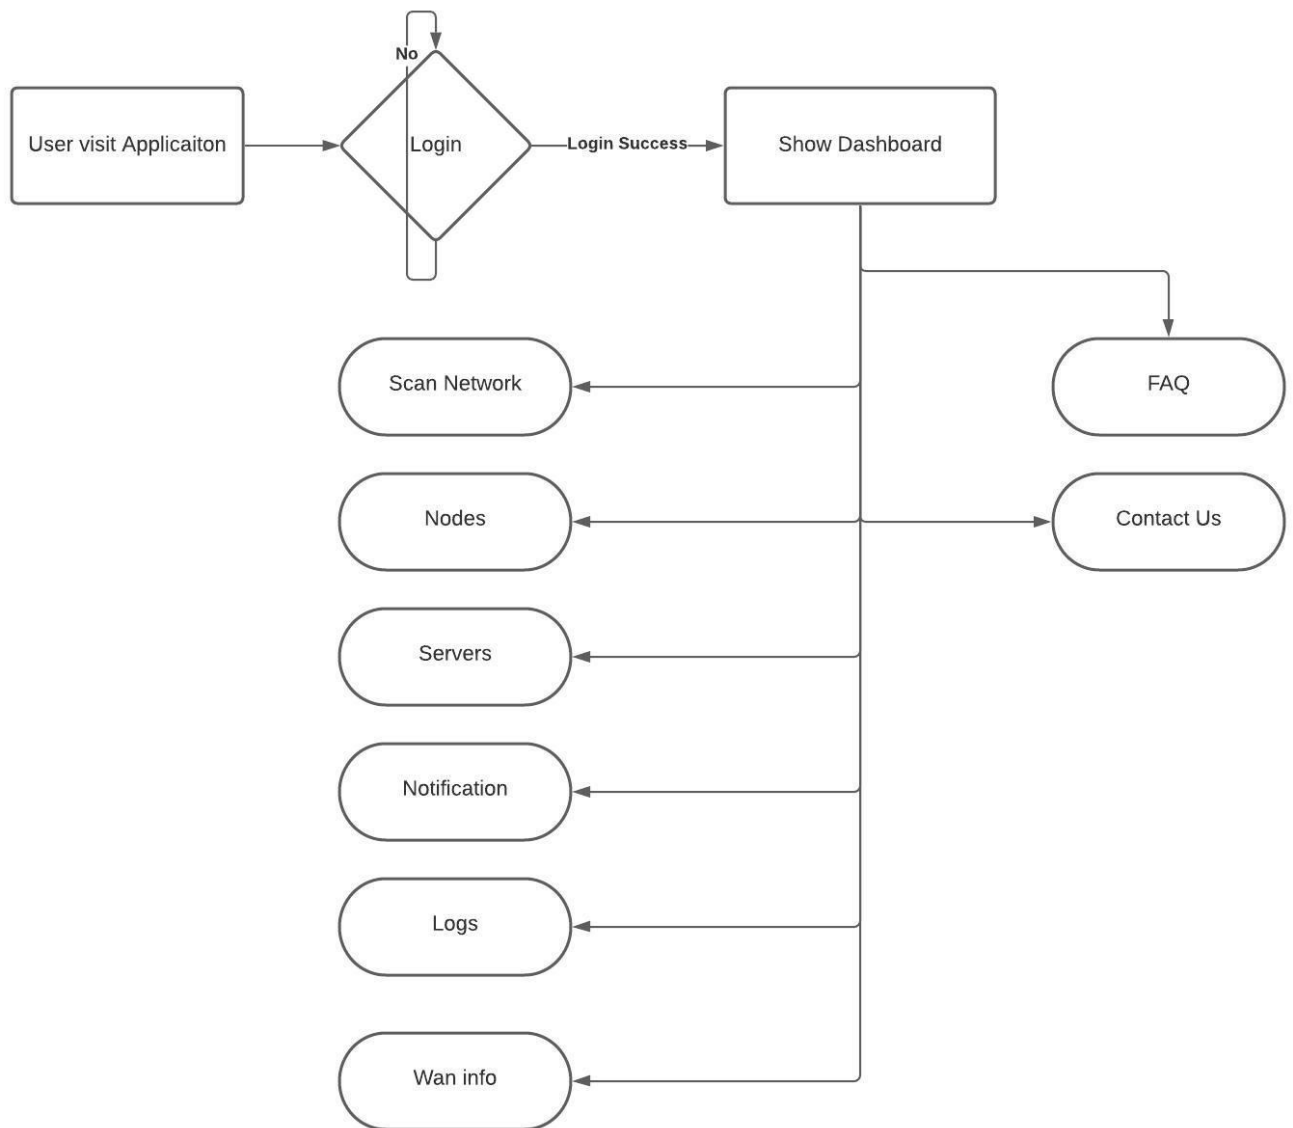 No
User visit Applicaiton
Login
Login Success
Show Dashboard
Scan Network
FAQ
Nodes
Contact Us
Servers
Notification
Logs
Wan info